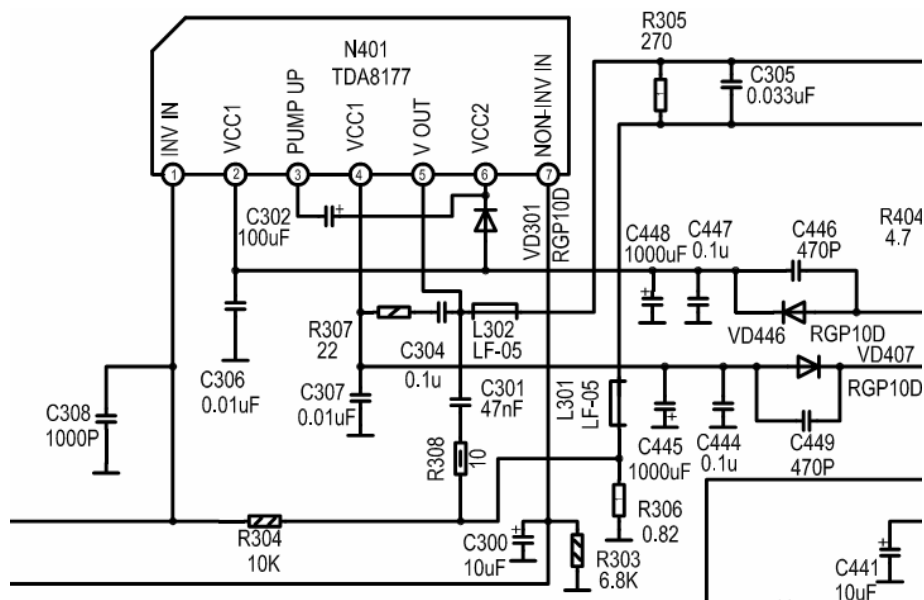 N401
TDA8177
INV IN
VCC1
PUMP UP
VCC1
V OUT
VCC2
NON-INV IN
1
2
3
4
5
6
7
R305
270
C305
0.033uF
C302
100uF
+
VD301
RGP10D
C448
1000uF
+
C447
0.1u
C446
470P
R404
4.7
VD446
RGP10D
VD407
RGP10D
R307
22
C304
0.1u
L302
LF-05
C306
0.01uF
C307
0.01uF
C301
47nF
L301
LF-05
C308
1000P
R308
10
C445
1000uF
+
C444
0.1u
C449
470P
R304
10K
C300
10uF
+
R303
6.8K
R306
0.82
C441
10uF
+